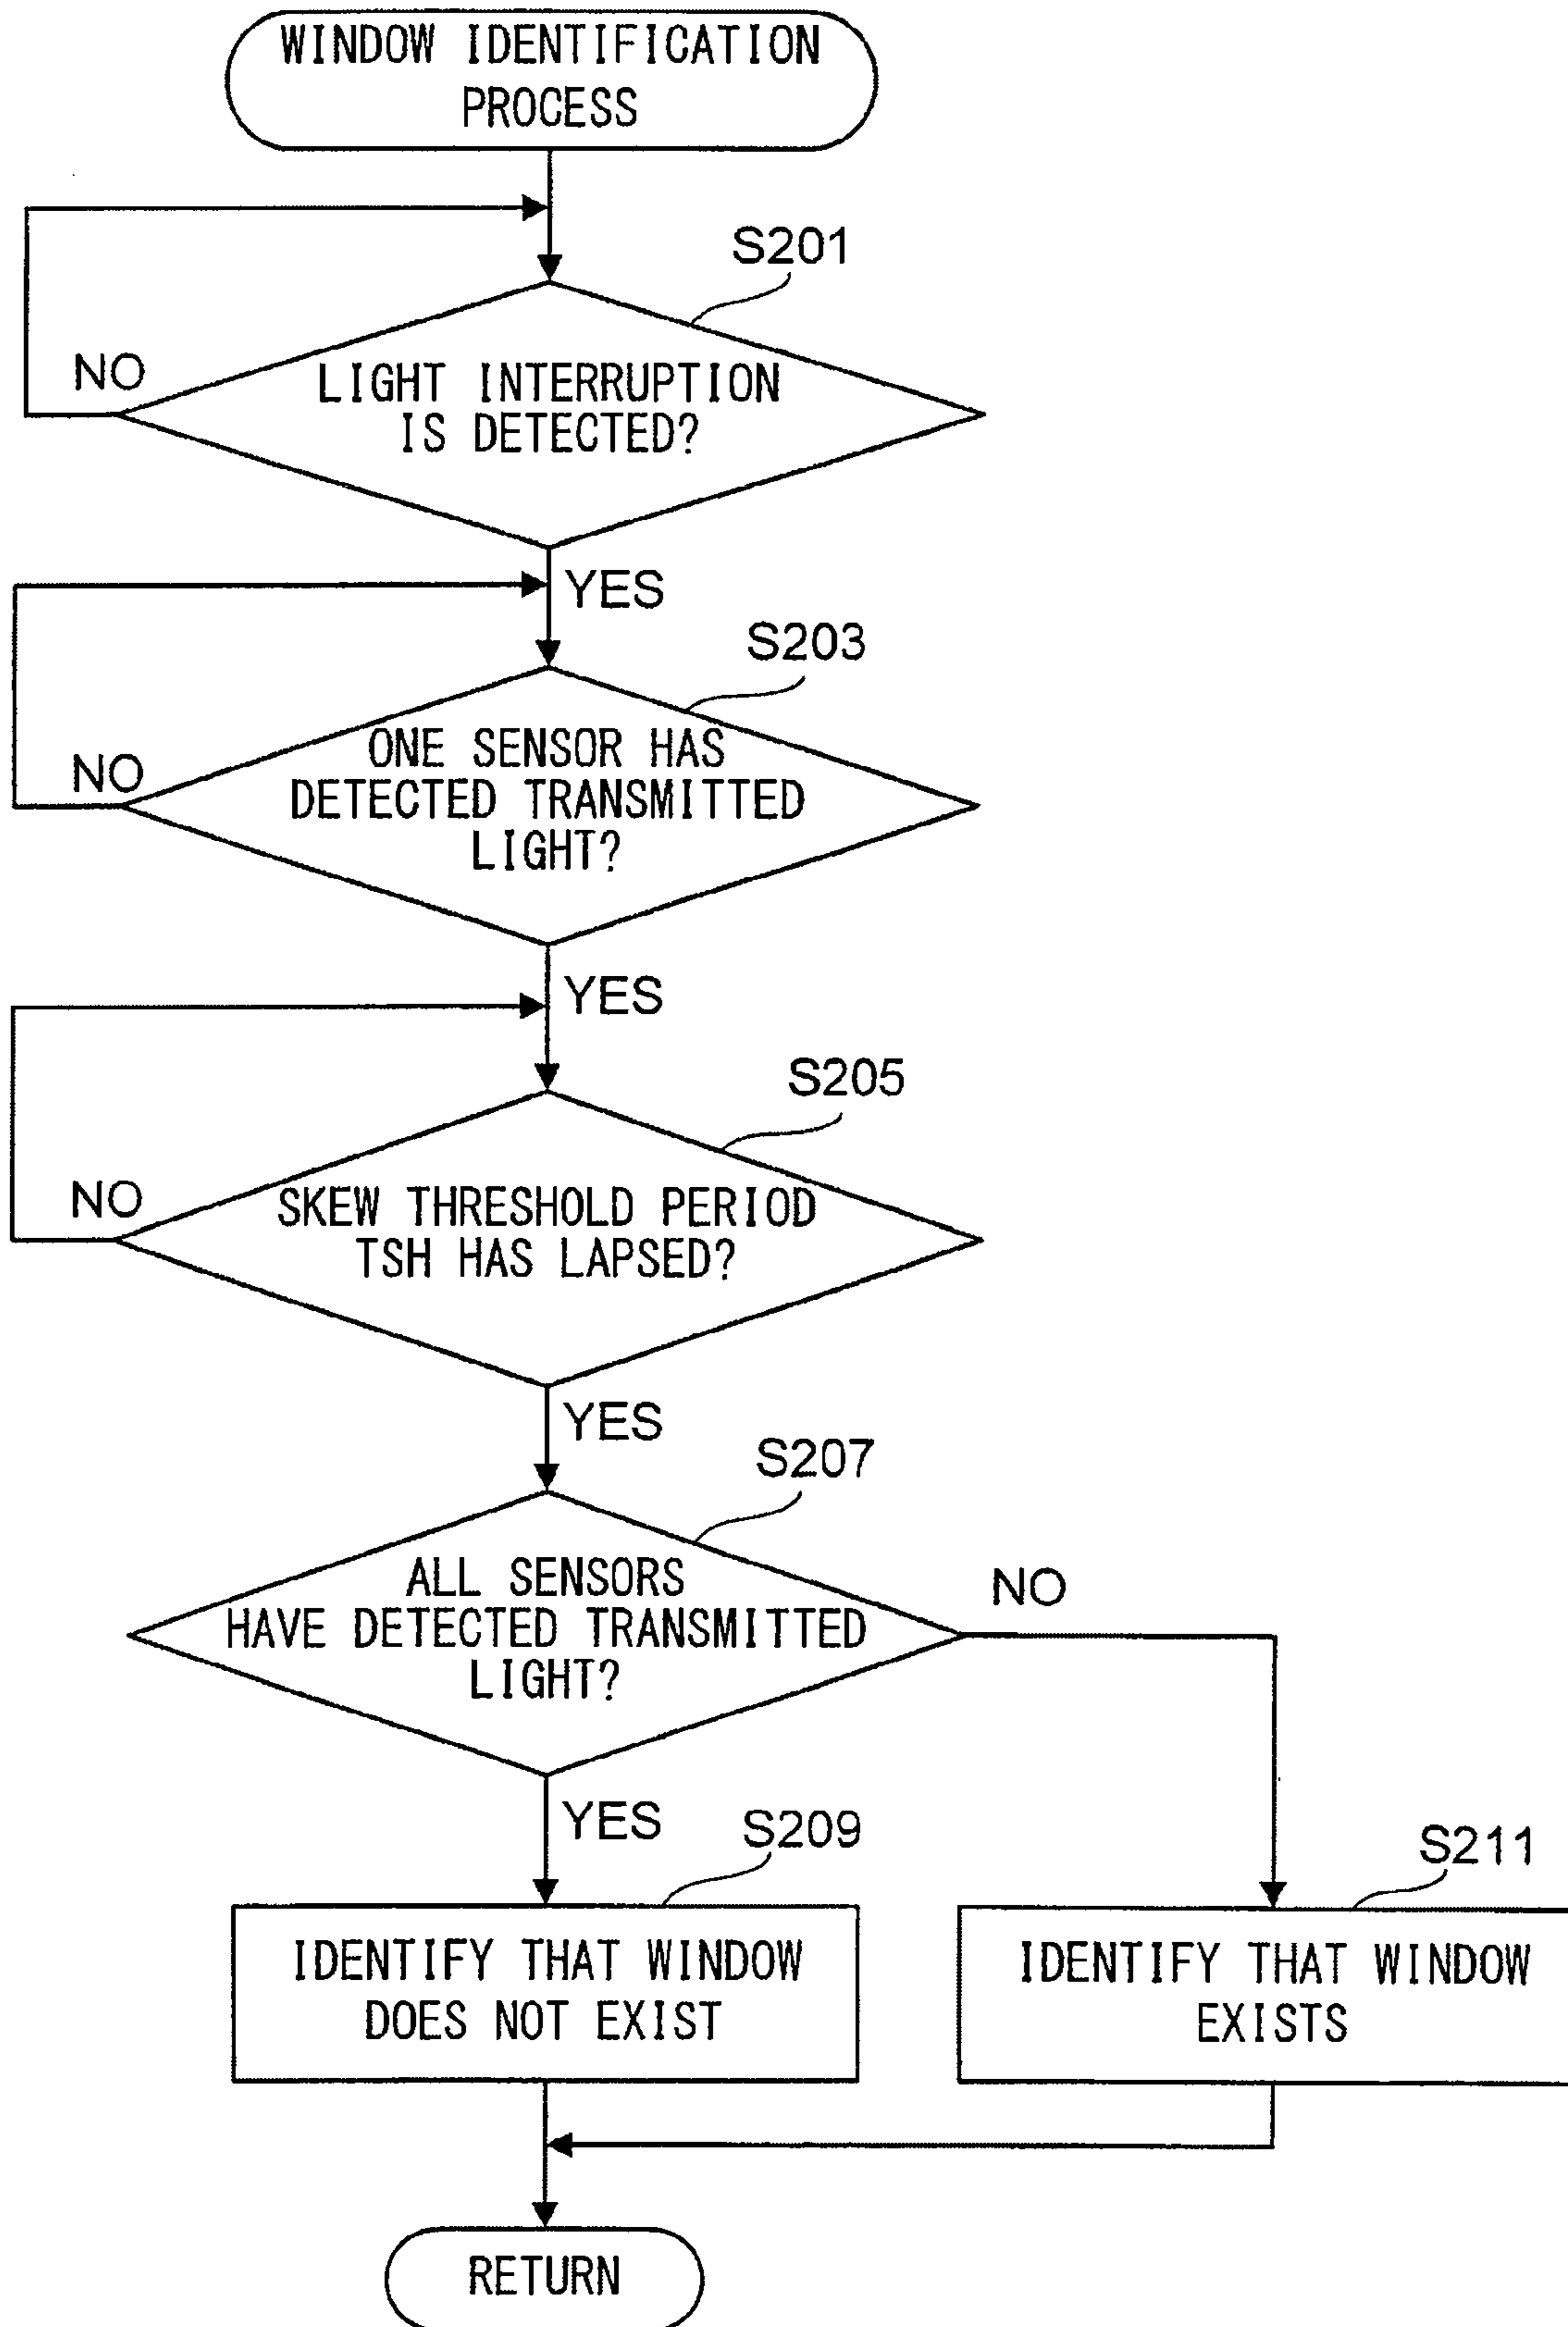 WINDOW IDENTIFICATION
PROCESS
S201
NO
LIGHT INTERRUPTION
IS DETECTED?
YES
S203
NO
ONE SENSOR HAS
DETECTED TRANSMITTED
LIGHT?
YES
S205
NO
SKEW THRESHOLD PERIOD
TSH HAS LAPSED?
YES
S207
ALL SENSORS
HAVE DETECTED TRANSMITTED
LIGHT?
NO
YES
S209
S211
IDENTIFY THAT WINDOW
DOES NOT EXIST
IDENTIFY THAT WINDOW
EXISTS
RETURN